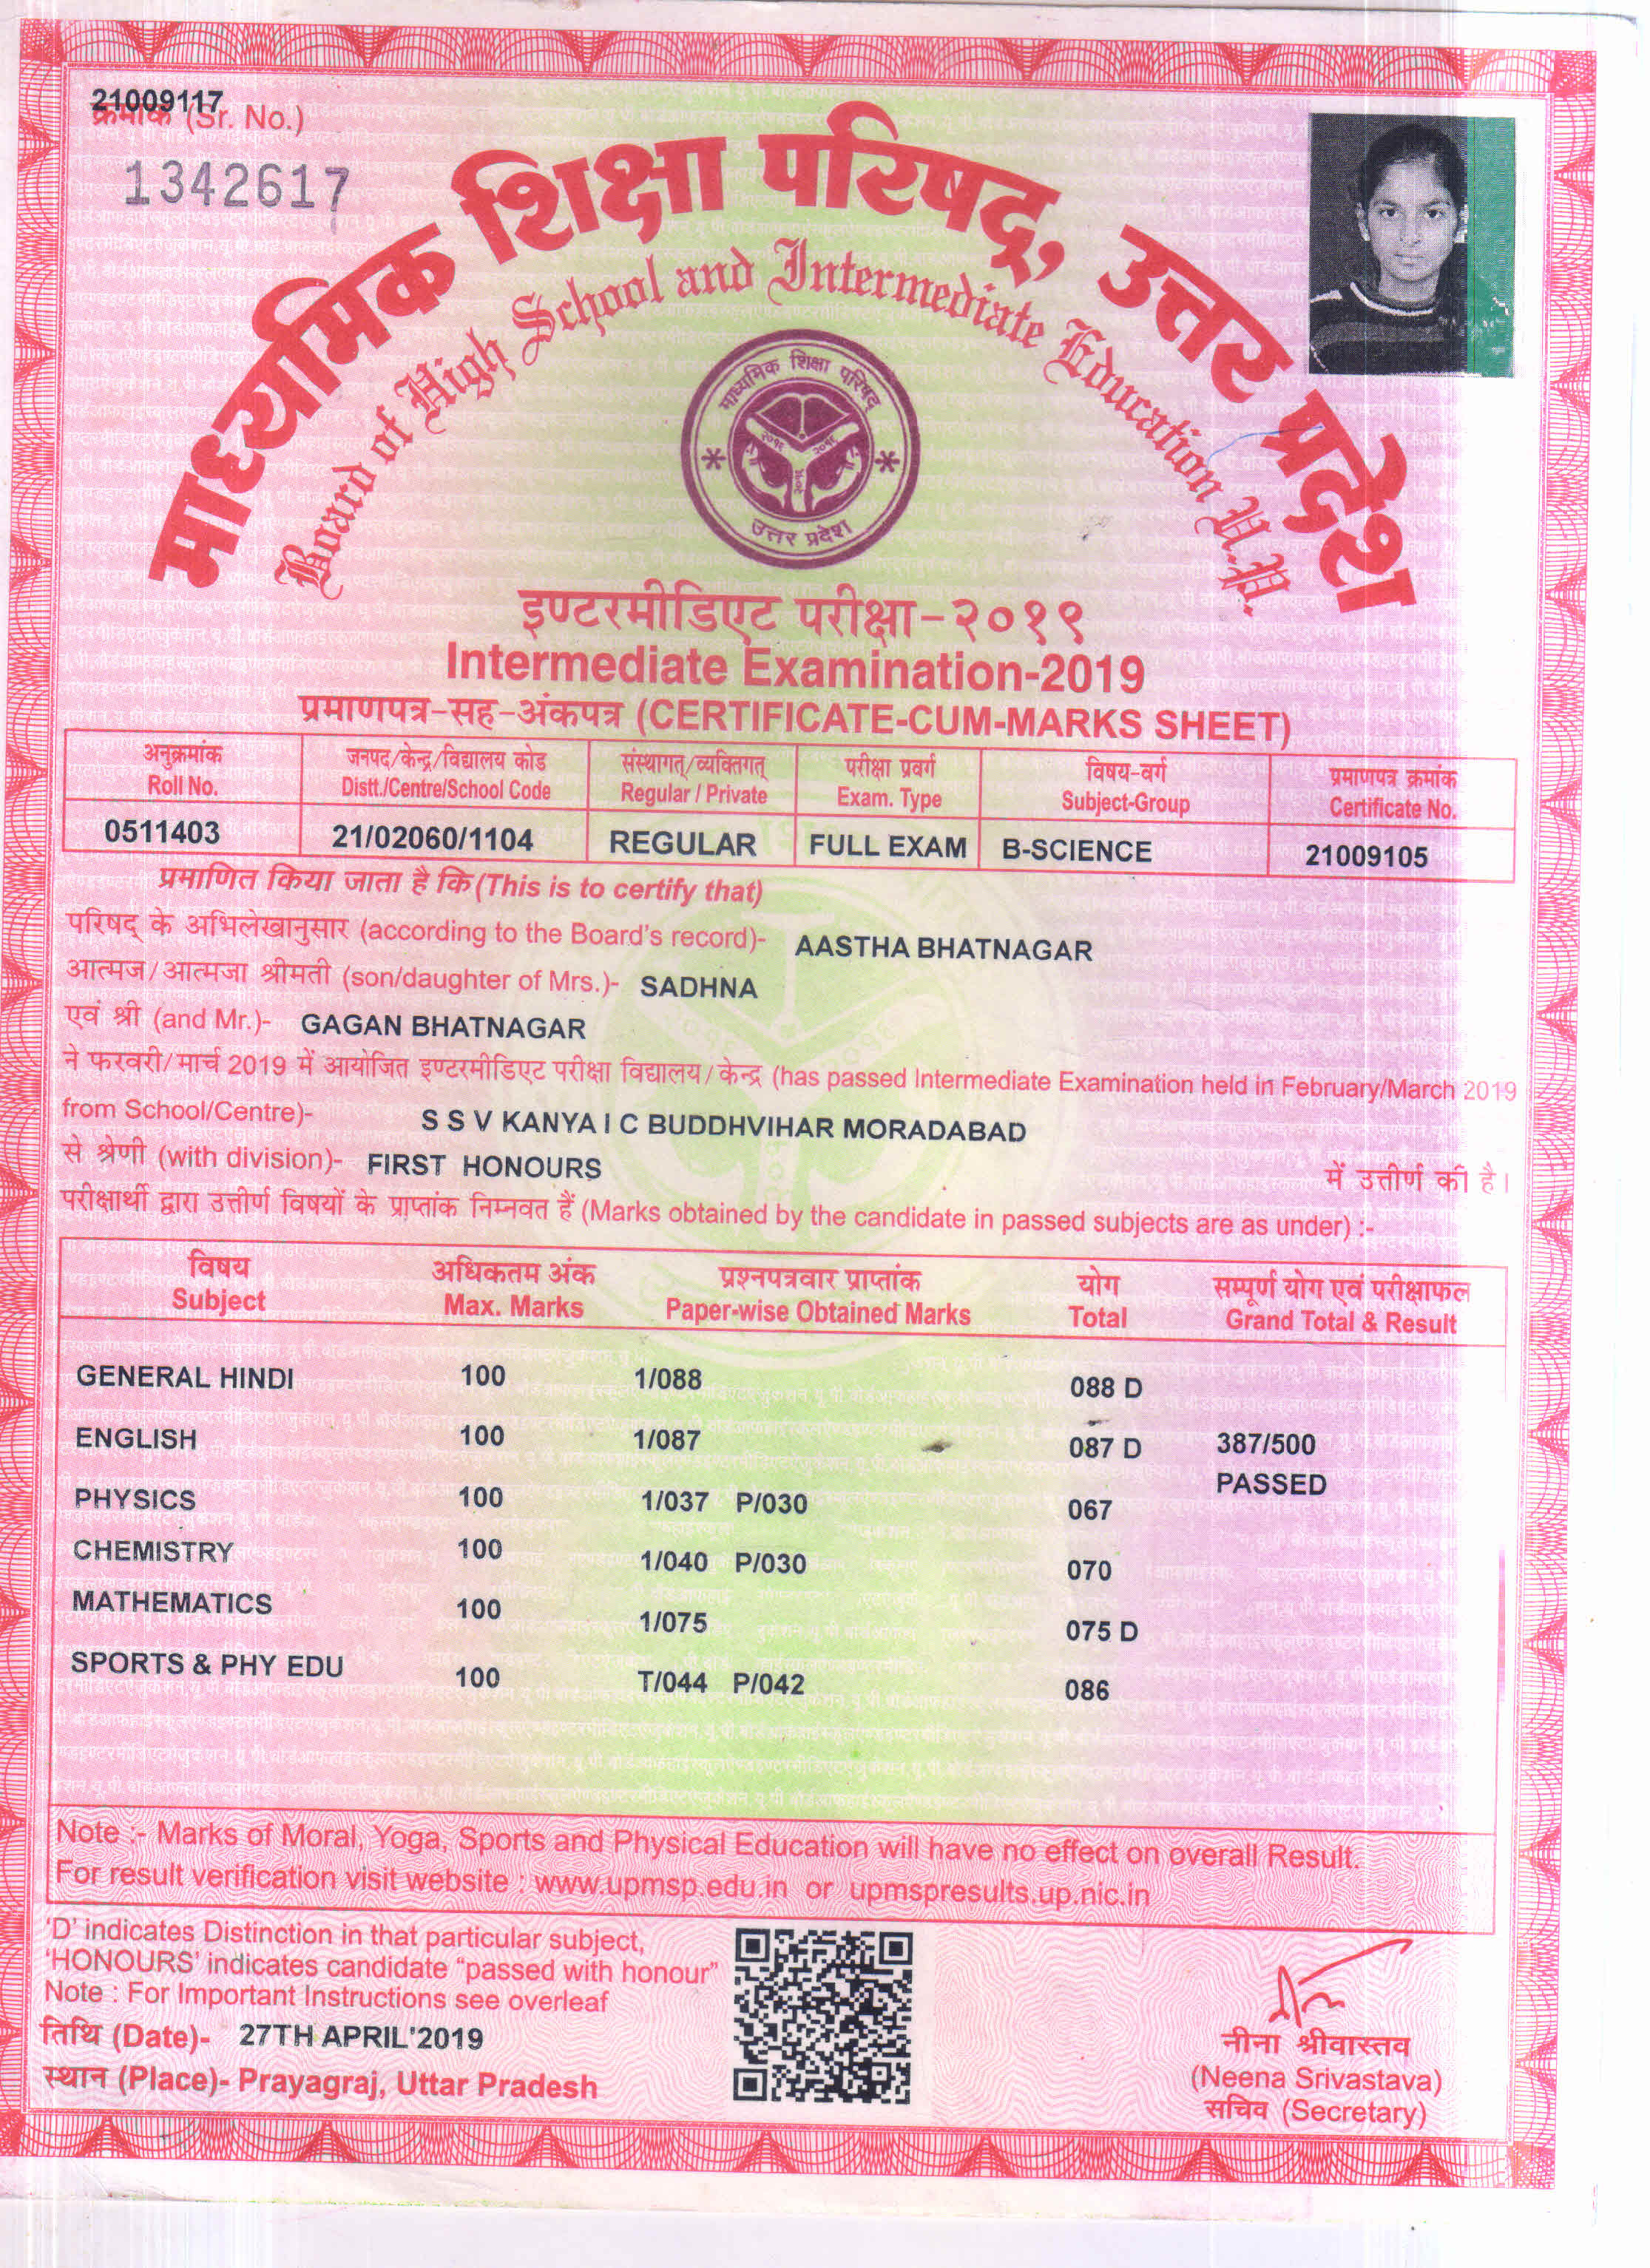 21009117
क्रमांक (Sr. No.)
1342617
माध्यमिक शिक्षा परिषद्, उत्तर प्रदेश
Board of High School and Intermediate Education U.P.
माध्यमिक शिक्षा परिषद्
उत्तर प्रदेश
इण्टरमीडिएट परीक्षा-२०१९
Intermediate Examination-2019
प्रमाणपत्र-सह-अंकपत्र (CERTIFICATE-CUM-MARKS SHEET)
अनुक्रमांक जनपद/केन्द्र/विद्यालय कोड संस्थागत्/व्यक्तिगत् परीक्षा प्रवर्ग विषय-वर्ग प्रमाणपत्र क्रमांक
Roll No. Distt./Centre/School Code Regular / Private Exam. Type Subject-Group Certificate No.
0511403 21/02060/1104 REGULAR FULL EXAM B-SCIENCE 21009105
प्रमाणित किया जाता है कि (This is to certify that)
परिषद् के अभिलेखानुसार (according to the Board's record)- AASTHA BHATNAGAR
आत्मज/आत्मजा श्रीमती (son/daughter of Mrs.)- SADHNA
एवं श्री (and Mr.)- GAGAN BHATNAGAR
ने फरवरी/मार्च 2019 में आयोजित इण्टरमीडिएट परीक्षा विद्यालय/केन्द्र (has passed Intermediate Examination held in February/March 2019
from School/Centre)- S S V KANYA I C BUDDHVIHAR MORADABAD
से श्रेणी (with division)- FIRST HONOURS में उत्तीर्ण की है।
परीक्षार्थी द्वारा उत्तीर्ण विषयों के प्राप्तांक निम्नवत हैं (Marks obtained by the candidate in passed subjects are as under) :-
विषय अधिकतम अंक प्रश्नपत्रवार प्राप्तांक योग सम्पूर्ण योग एवं परीक्षाफल
Subject Max. Marks Paper-wise Obtained Marks Total Grand Total & Result
GENERAL HINDI 100 1/088 088 D
ENGLISH 100 1/087 087 D 387/500
PASSED
PHYSICS 100 1/037 P/030 067
CHEMISTRY 100 1/040 P/030 070
MATHEMATICS 100 1/075 075 D
SPORTS & PHY EDU 100 T/044 P/042 086
Note :- Marks of Moral, Yoga, Sports and Physical Education will have no effect on overall Result.
For result verification visit website : www.upmsp.edu.in or upmspresults.up.nic.in
'D' indicates Distinction in that particular subject,
'HONOURS' indicates candidate "passed with honour"
Note : For Important Instructions see overleaf
तिथि (Date)- 27TH APRIL'2019
स्थान (Place)- Prayagraj, Uttar Pradesh
नीना श्रीवास्तव
(Neena Srivastava)
सचिव (Secretary)